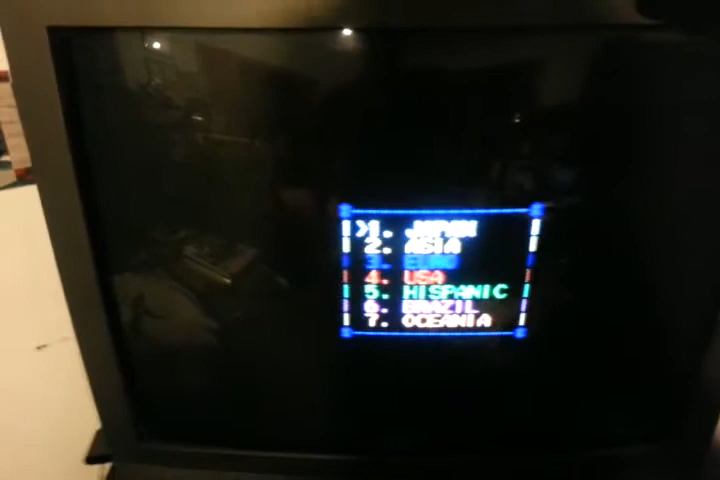 >1. JAPAN
2. ASIA
3. EURO
4. USA
5. HISPANIC
6. BRAZIL
7. OCEANIA